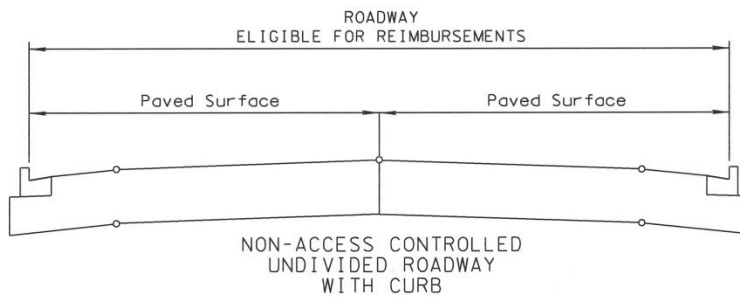 ROADWAY
ELIGIBLE FOR REIMBURSEMENTS
Paved Surface
Paved Surface
NON-ACCESS CONTROLLED
UNDIVIDED ROADWAY
WITH CURB